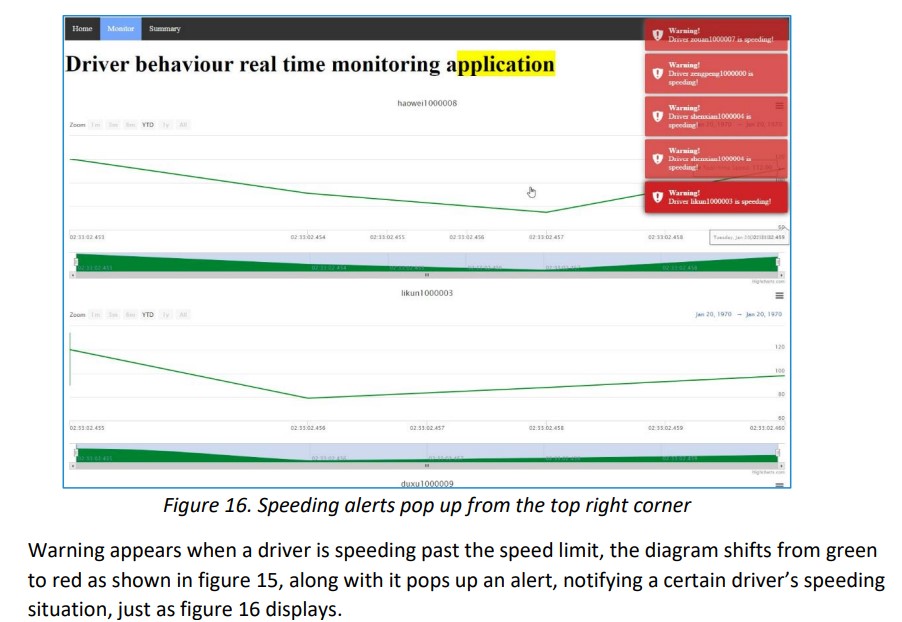 Home Monitor Summary
Warning!
Driver zouan1000007 is speeding!
Warning!
Driver zengpeng1000000 is
speeding!
Warning!
Driver shenxian1000004 is
speeding!
Warning!
Driver shenxian1000004 is
speeding!
Warning!
Driver likun1000003 is speeding!
Driver behaviour real time monitoring application
haowei1000008
Zoom 1m 3m 6m YTD 1y All
60
02:33:02.453 02:33:02.454 02:33:02.455 02:33:02.456 02:33:02.457 02:33:02.458
Highcharts.com
likun1000003
Zoom 1m 3m 6m YTD 1y All
Jan 20, 1970 → Jan 20, 1970
120
100
80
60
02:33:02.455 02:33:02.456 02:33:02.457 02:33:02.458 02:33:02.459 02:33:02.460
Highcharts.com
duxu1000009
Figure 16. Speeding alerts pop up from the top right corner
Warning appears when a driver is speeding past the speed limit, the diagram shifts from green
to red as shown in figure 15, along with it pops up an alert, notifying a certain driver’s speeding
situation, just as figure 16 displays.